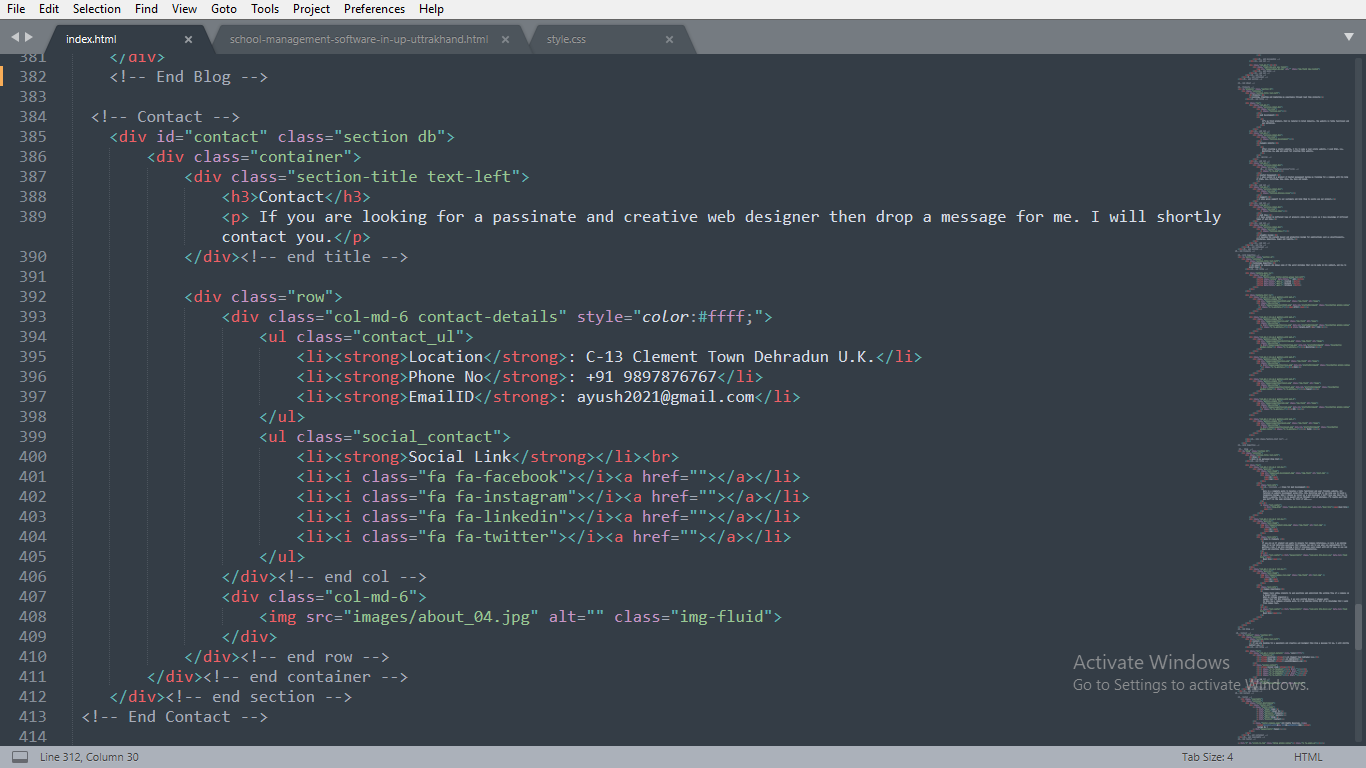 File Edit Selection Find View Goto Tools Project Preferences Help
index.html × school-management-software-in-up-uttrakhand.html × style.css ×
381 </div>
382 <!-- End Blog -->
383
384 <!-- Contact -->
385 <div id="contact" class="section db">
386 <div class="container">
387 <div class="section-title text-left">
388 <h3>Contact</h3>
389 <p> If you are looking for a passinate and creative web designer then drop a message for me. I will shortly
contact you.</p>
390 </div><!-- end title -->
391
392 <div class="row">
393 <div class="col-md-6 contact-details" style="color:#ffff;">
394 <ul class="contact_ul">
395 <li><strong>Location</strong>: C-13 Clement Town Dehradun U.K.</li>
396 <li><strong>Phone No</strong>: +91 9897876767</li>
397 <li><strong>EmailID</strong>: ayush2021@gmail.com</li>
398 </ul>
399 <ul class="social_contact">
400 <li><strong>Social Link</strong></li><br>
401 <li><i class="fa fa-facebook"></i><a href=""></a></li>
402 <li><i class="fa fa-instagram"></i><a href=""></a></li>
403 <li><i class="fa fa-linkedin"></i><a href=""></a></li>
404 <li><i class="fa fa-twitter"></i><a href=""></a></li>
405 </ul>
406 </div><!-- end col -->
407 <div class="col-md-6">
408 <img src="images/about_04.jpg" alt="" class="img-fluid">
409 </div>
410 </div><!-- end row -->
411 </div><!-- end container -->
412 </div><!-- end section -->
413 <!-- End Contact -->
414
Activate Windows
Go to Settings to activate Windows.
Line 312, Column 30 Tab Size: 4 HTML